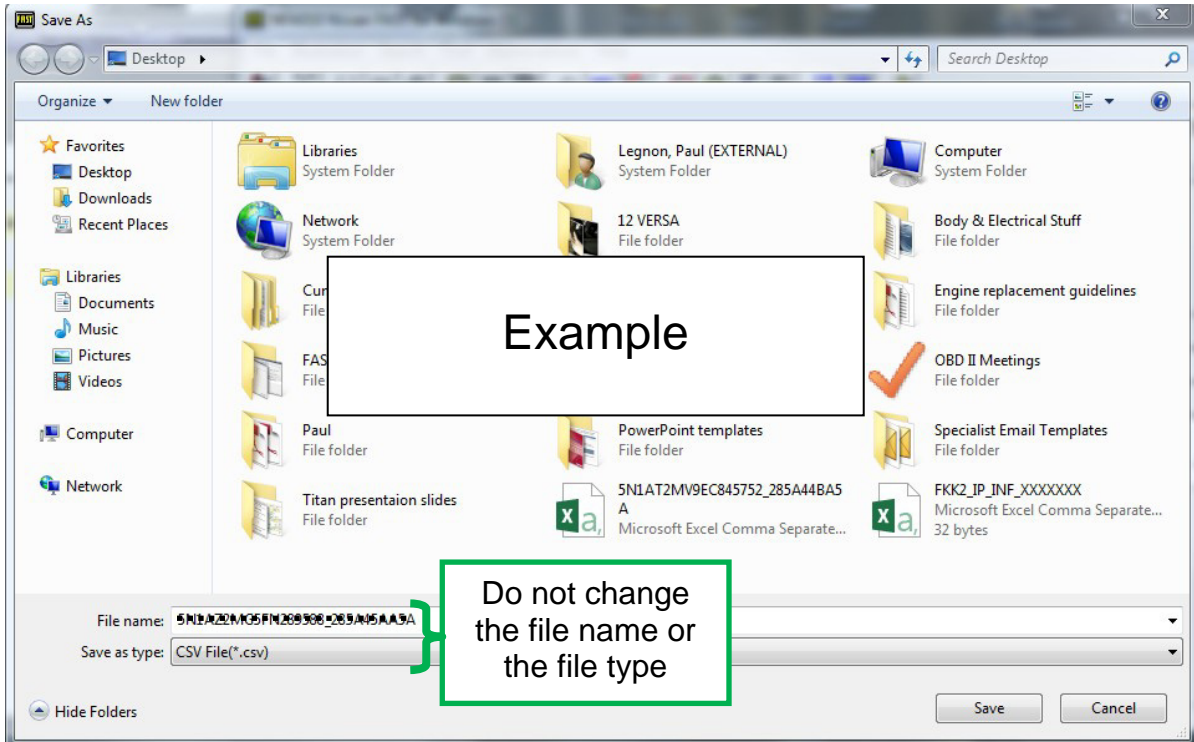 FAST Save As
Desktop
Search Desktop
Organize New folder
Favorites
Desktop
Downloads
Recent Places
Libraries
Documents
Music
Pictures
Videos
Computer
Network
Libraries
System Folder
Legnon, Paul (EXTERNAL)
System Folder
Computer
System Folder
Network
System Folder
12 VERSA
File folder
Body & Electrical Stuff
File folder
Cur
File
Engine replacement guidelines
File folder
FAS
File
OBD II Meetings
File folder
Example
Paul
File folder
PowerPoint templates
File folder
Specialist Email Templates
File folder
Titan presentaion slides
File folder
5N1AT2MV9EC845752_285A44BA5
A
Microsoft Excel Comma Separate...
FKK2_IP_INF_XXXXXXX
Microsoft Excel Comma Separate...
32 bytes
File name:
Save as type: CSV File(*.csv)
Do not change
the file name or
the file type
Hide Folders
Save
Cancel